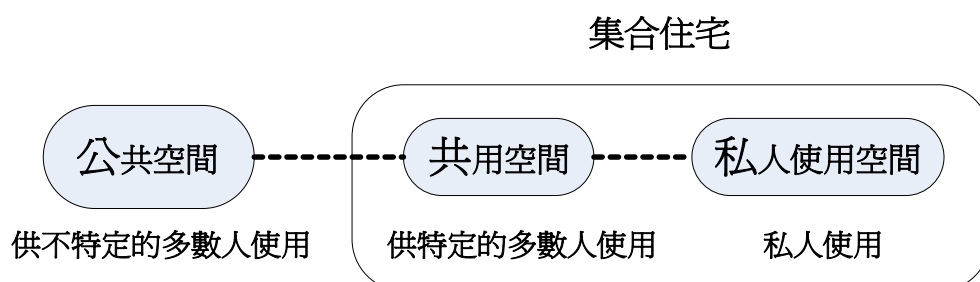 集合住宅
公共空間
共用空間
私人使用空間
供不特定的多數人使用
供特定的多數人使用
私人使用